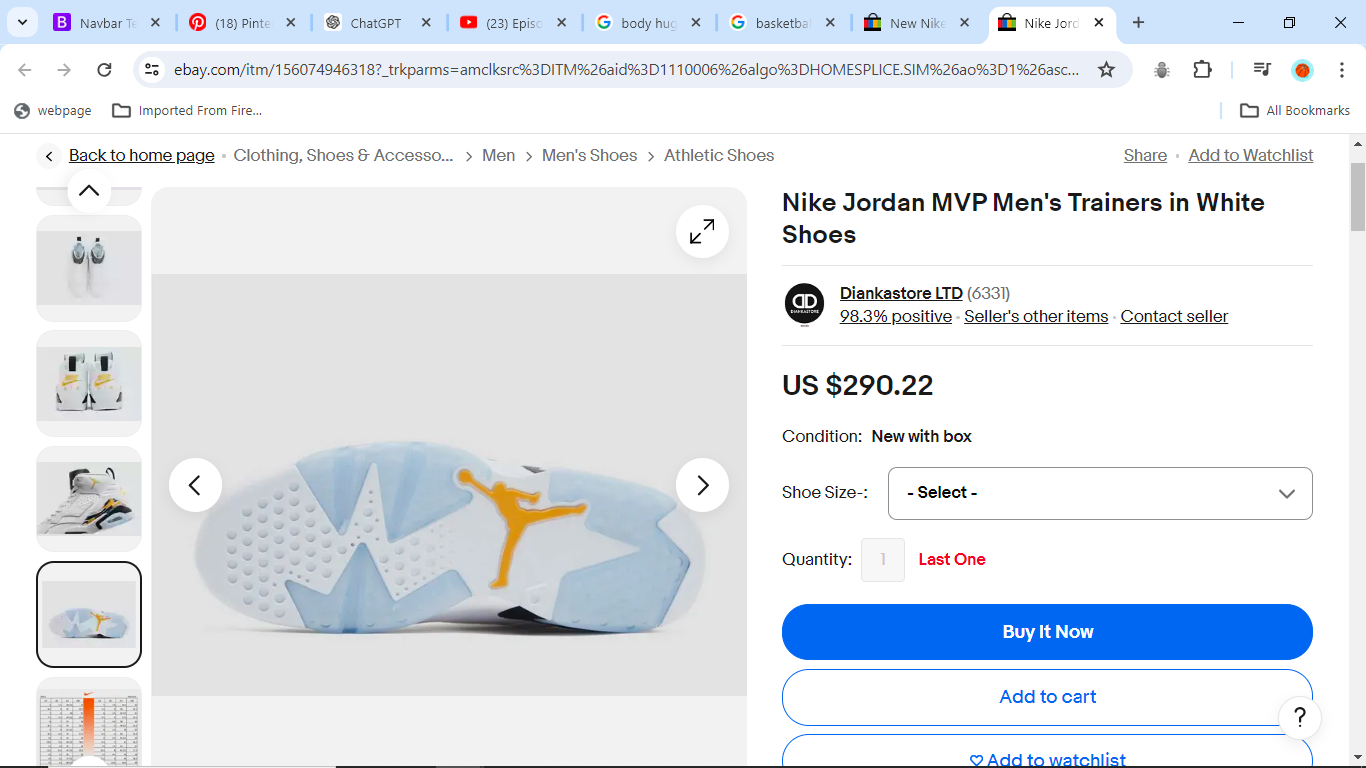 Navbar Te
(18) Pinte
ChatGPT
(23) Episo
body hug
basketbal
New Nike
Nike Jord
ebay.com/itm/156074946318?_trkparms=amclksrc%3DITM%26aid%3D1110006%26algo%3DHOMESPLICE.SIM%26ao%3D1%26asc...
webpage
Imported From Fire...
All Bookmarks
Back to home page
Clothing, Shoes & Accesso...
Men
Men's Shoes
Athletic Shoes
Share
Add to Watchlist
Nike Jordan MVP Men's Trainers in White
Shoes
DIANKASTORE
Diankastore LTD (6331)
98.3% positive · Seller's other items · Contact seller
US $290.22
Condition: New with box
Shoe Size-:
- Select -
Quantity:
1
Last One
Buy It Now
Add to cart
?
Add to watchlist